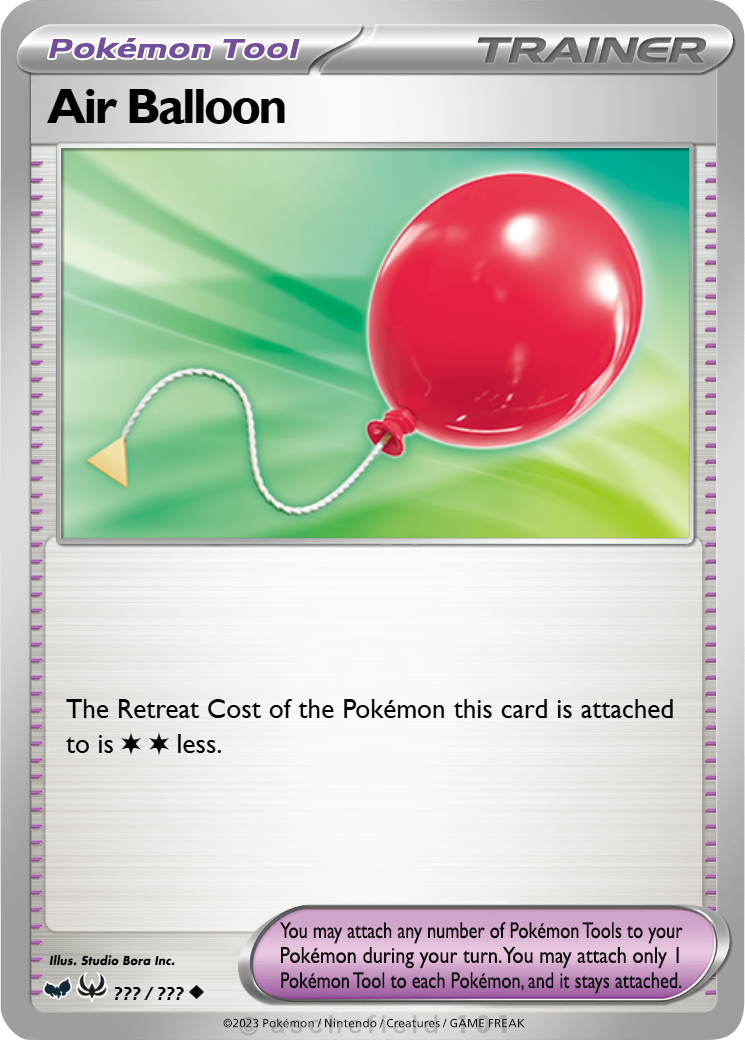 Pokémon Tool
TRAINER
Air Balloon
The Retreat Cost of the Pokémon this card is attached
to is ✶ ✶ less.
You may attach any number of Pokémon Tools to your
Pokémon during your turn. You may attach only 1
Pokémon Tool to each Pokémon, and it stays attached.
Illus. Studio Bora Inc.
??? / ??? ◆
©2023 Pokémon / Nintendo / Creatures / GAME FREAK